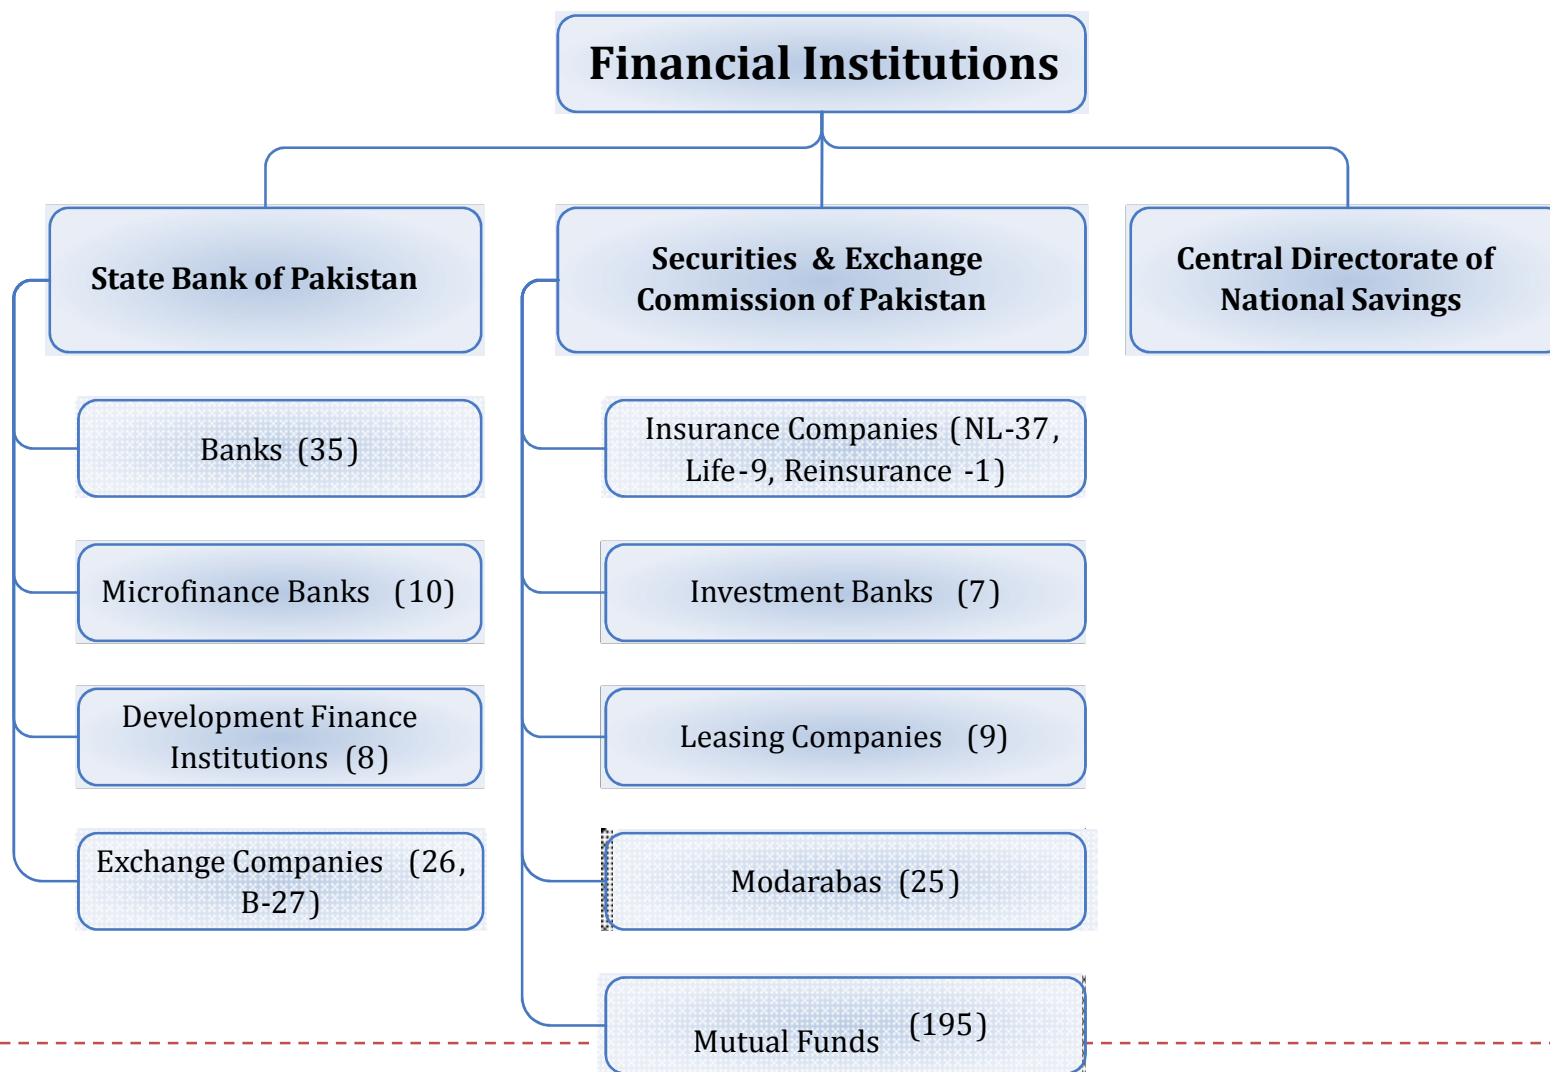 Financial Institutions
State Bank of Pakistan
Securities & Exchange
Commission of Pakistan
Central Directorate of
National Savings
Banks (35)
Microfinance Banks (10)
Development Finance
Institutions (8)
Exchange Companies (26,
B-27)
Insurance Companies (NL-37,
Life-9, Reinsurance -1)
Investment Banks (7)
Leasing Companies (9)
Modarabas (25)
Mutual Funds (195)